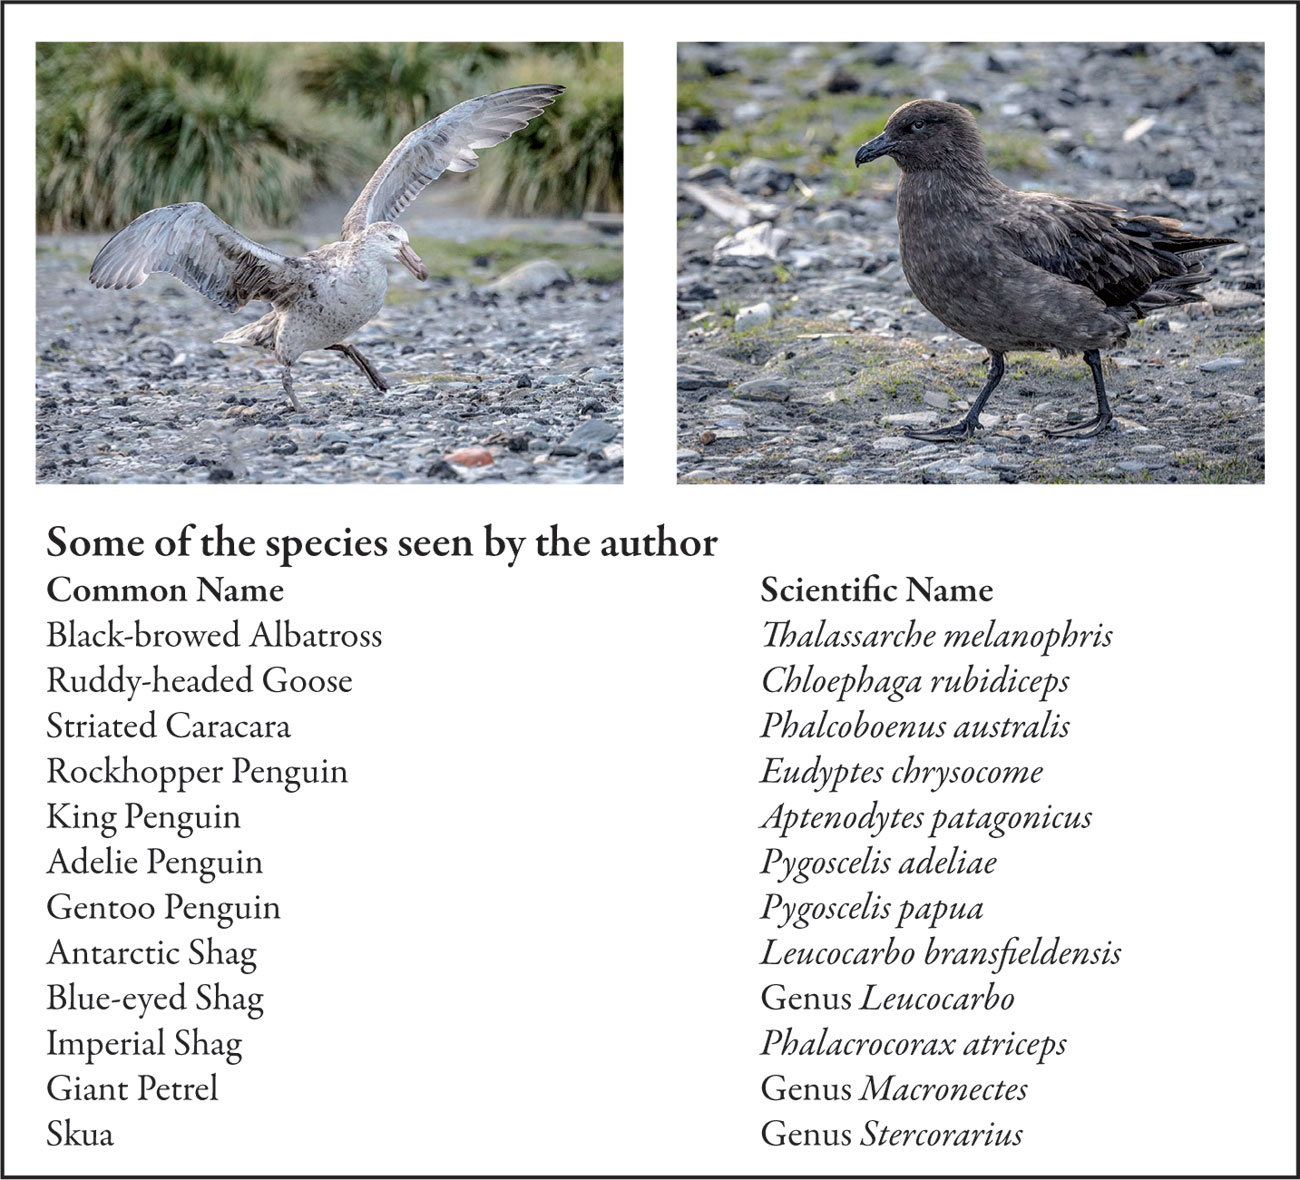 Some of the species seen by the author
Common Name Scientific Name
Black-browed Albatross Thalassarche melanophris
Ruddy-headed Goose Chloephaga rubidiceps
Striated Caracara Phalcoboenus australis
Rockhopper Penguin Eudyptes chrysocome
King Penguin Aptenodytes patagonicus
Adelie Penguin Pygoscelis adeliae
Gentoo Penguin Pygoscelis papua
Antarctic Shag Leucocarbo bransfieldensis
Blue-eyed Shag Genus Leucocarbo
Imperial Shag Phalacrocorax atriceps
Giant Petrel Genus Macronectes
Skua Genus Stercorarius